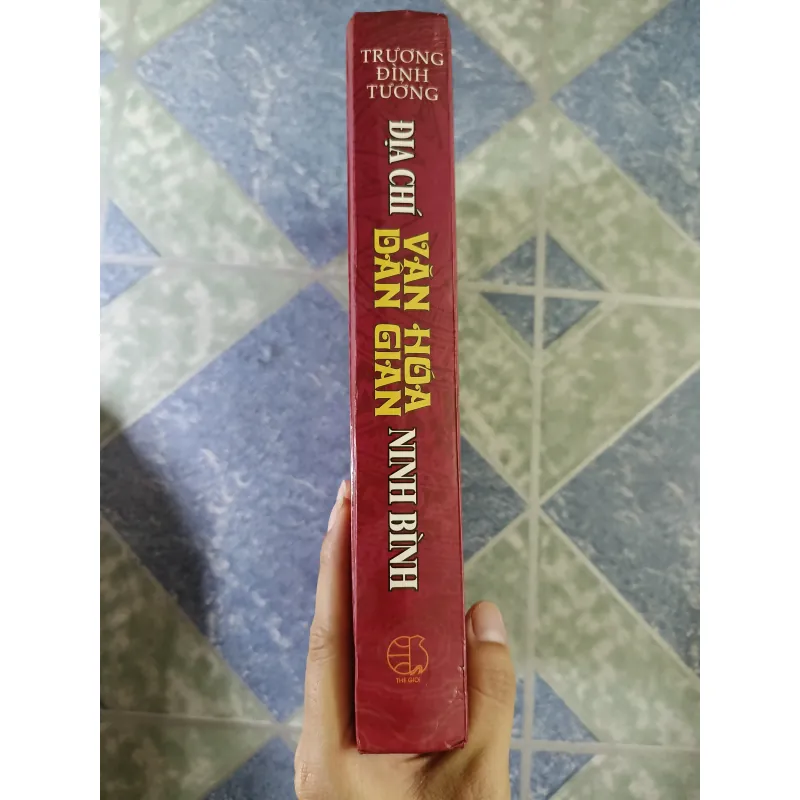 TRƯƠNG
ĐÌNH
TƯỞNG
ĐỊA CHÍ
VĂN HÓA
DÂN GIAN
NINH BÌNH
THẾ GIỚI